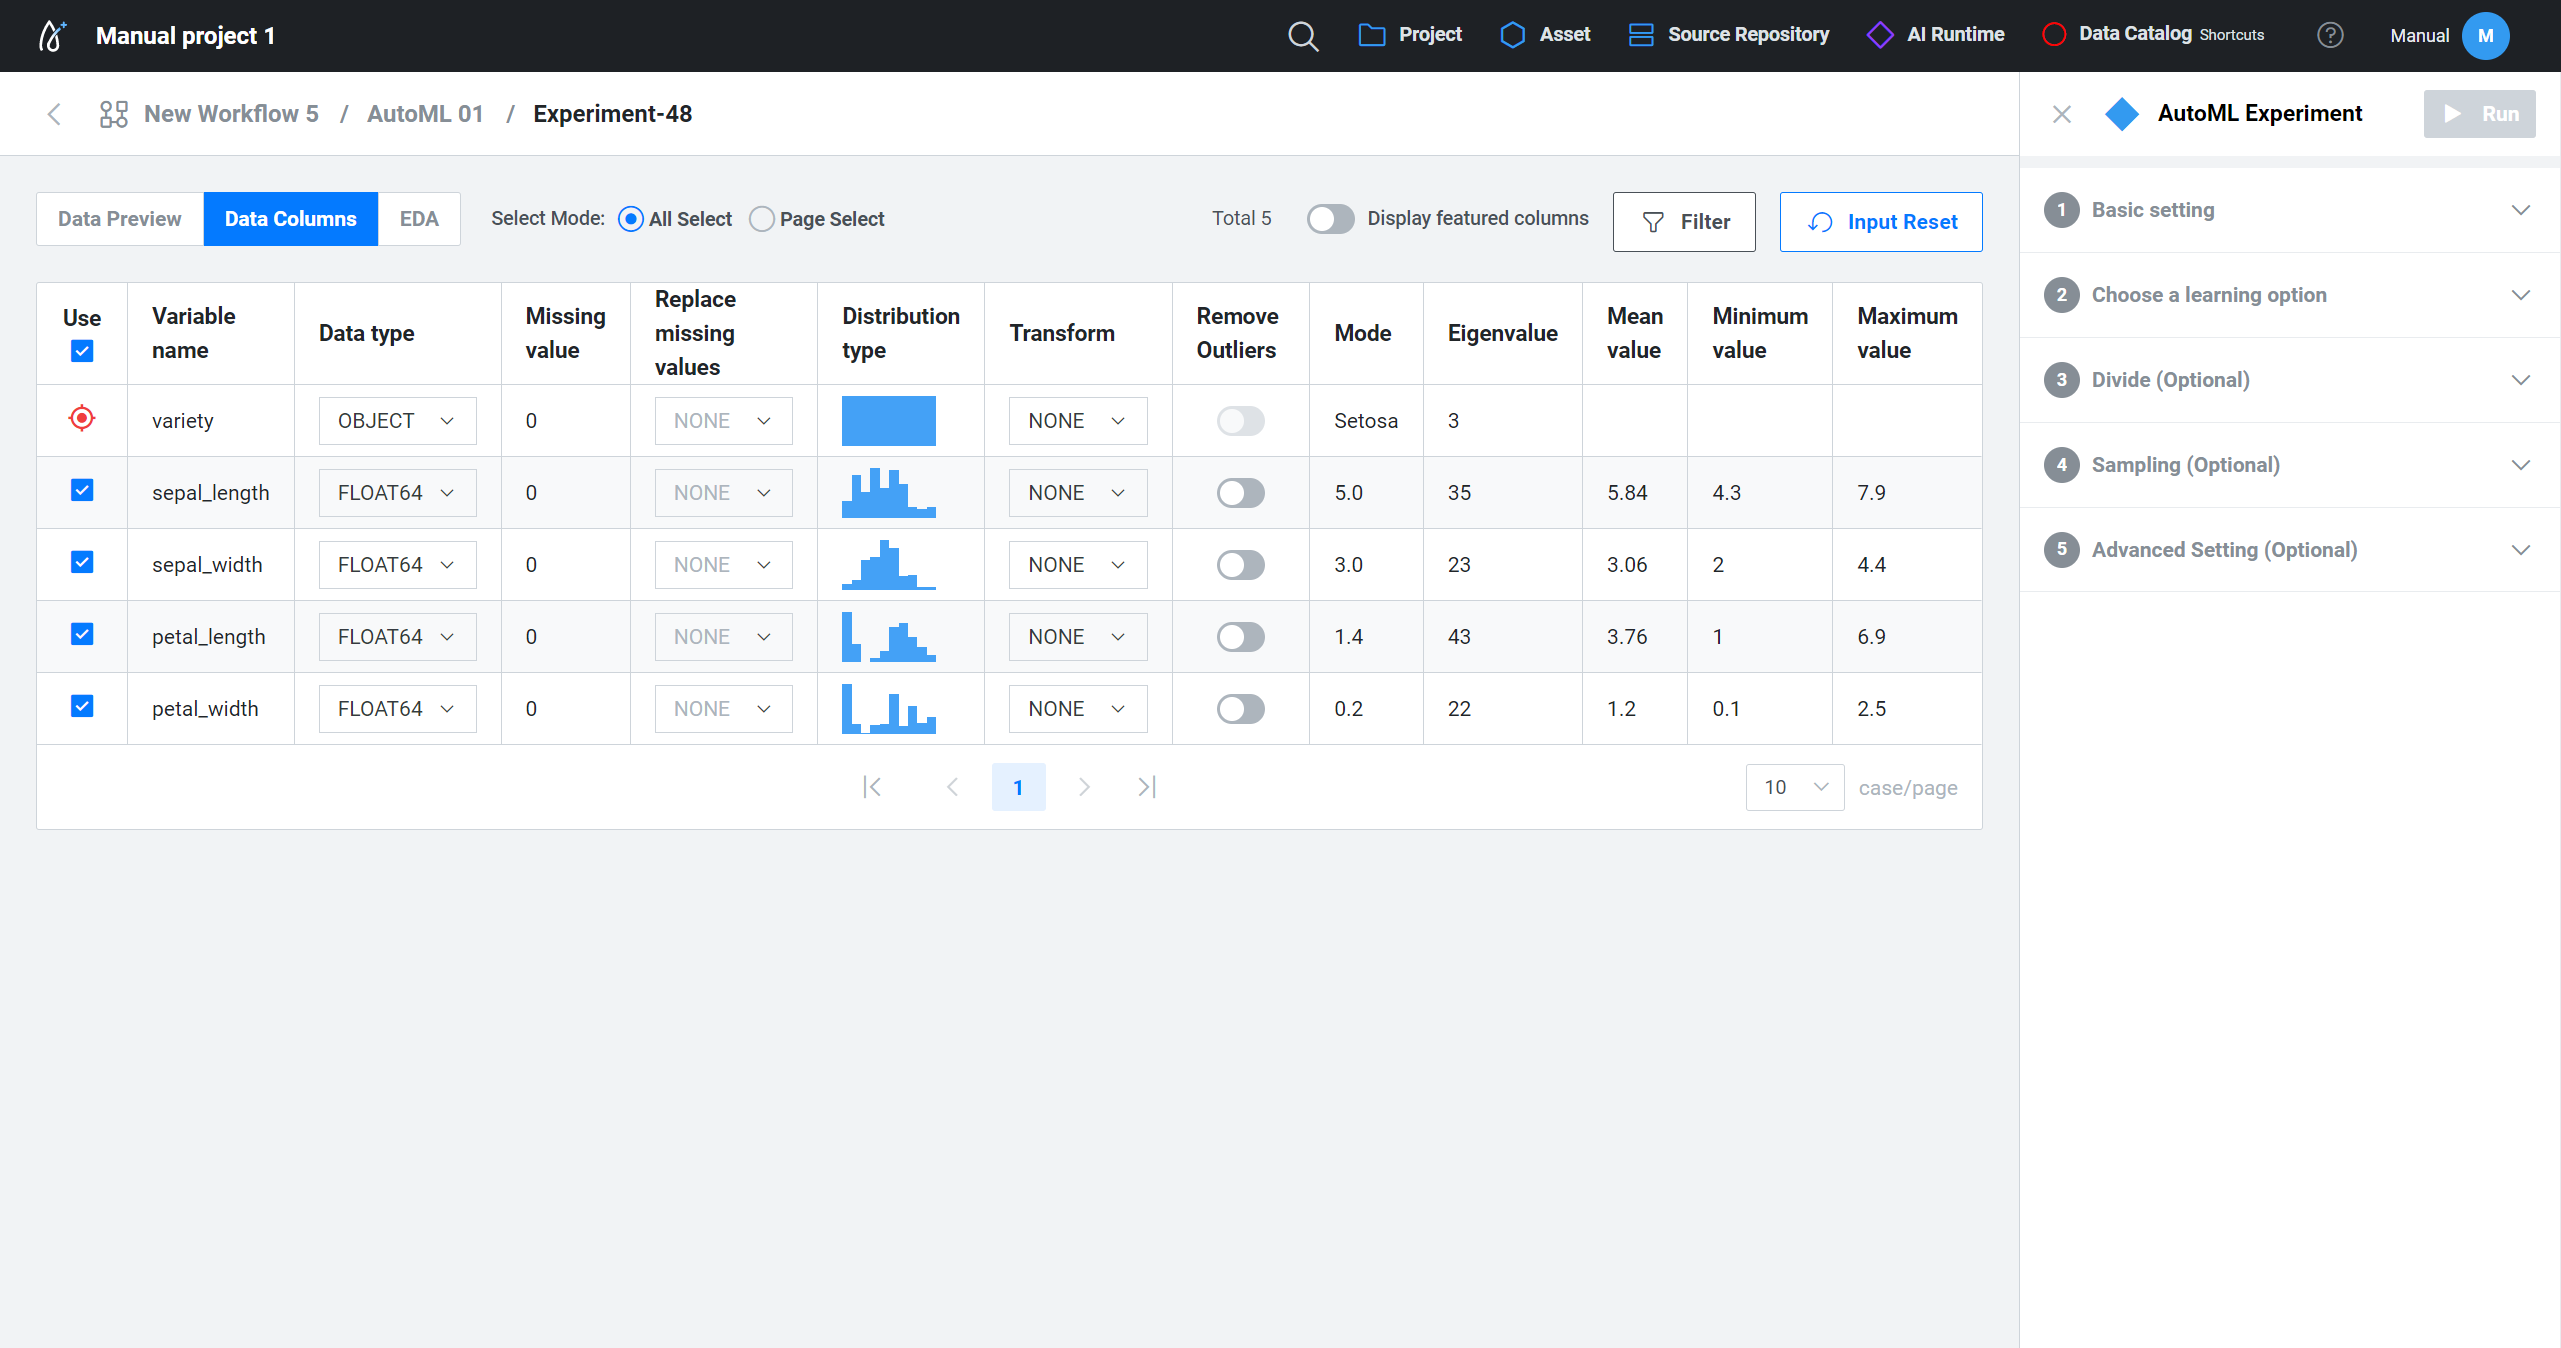 Manual project 1
Project
Asset
Source Repository
AI Runtime
Data Catalog Shortcuts
?
Manual
M
New Workflow 5 / AutoML 01 / Experiment-48
Data Preview
Data Columns
EDA
Select Mode: All Select Page Select
Total 5
Display featured columns
Filter
Input Reset
Use
Variable name
Data type
Missing value
Replace missing values
Distribution type
Transform
Remove Outliers
Mode
Eigenvalue
Mean value
Minimum value
Maximum value
variety OBJECT 0 NONE NONE Setosa 3
sepal_length FLOAT64 0 NONE NONE 5.0 35 5.84 4.3 7.9
sepal_width FLOAT64 0 NONE NONE 3.0 23 3.06 2 4.4
petal_length FLOAT64 0 NONE NONE 1.4 43 3.76 1 6.9
petal_width FLOAT64 0 NONE NONE 0.2 22 1.2 0.1 2.5
1
10 case/page
AutoML Experiment
Run
1 Basic setting
2 Choose a learning option
3 Divide (Optional)
4 Sampling (Optional)
5 Advanced Setting (Optional)